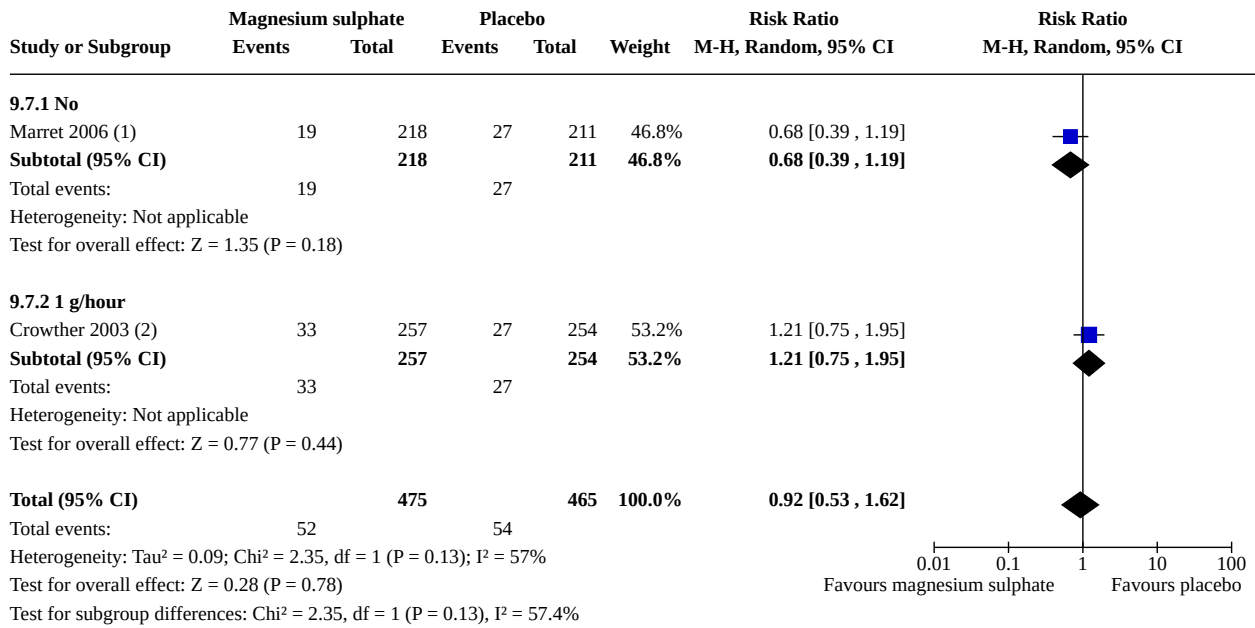 Magnesium sulphate Placebo Risk Ratio Risk Ratio
Study or Subgroup Events Total Events Total Weight M-H, Random, 95% CI M-H, Random, 95% CI
9.7.1 No
Marret 2006 (1) 19 218 27 211 46.8% 0.68 [0.39 , 1.19]
Subtotal (95% CI) 218 211 46.8% 0.68 [0.39 , 1.19]
Total events: 19 27
Heterogeneity: Not applicable
Test for overall effect: Z = 1.35 (P = 0.18)
9.7.2 1 g/hour
Crowther 2003 (2) 33 257 27 254 53.2% 1.21 [0.75 , 1.95]
Subtotal (95% CI) 257 254 53.2% 1.21 [0.75 , 1.95]
Total events: 33 27
Heterogeneity: Not applicable
Test for overall effect: Z = 0.77 (P = 0.44)
Total (95% CI) 475 465 100.0% 0.92 [0.53 , 1.62]
Total events: 52 54
Heterogeneity: Tau² = 0.09; Chi² = 2.35, df = 1 (P = 0.13); I² = 57%
Test for overall effect: Z = 0.28 (P = 0.78)
Test for subgroup differences: Chi² = 2.35, df = 1 (P = 0.13), I² = 57.4%
0.01 0.1 1 10 100
Favours magnesium sulphate Favours placebo